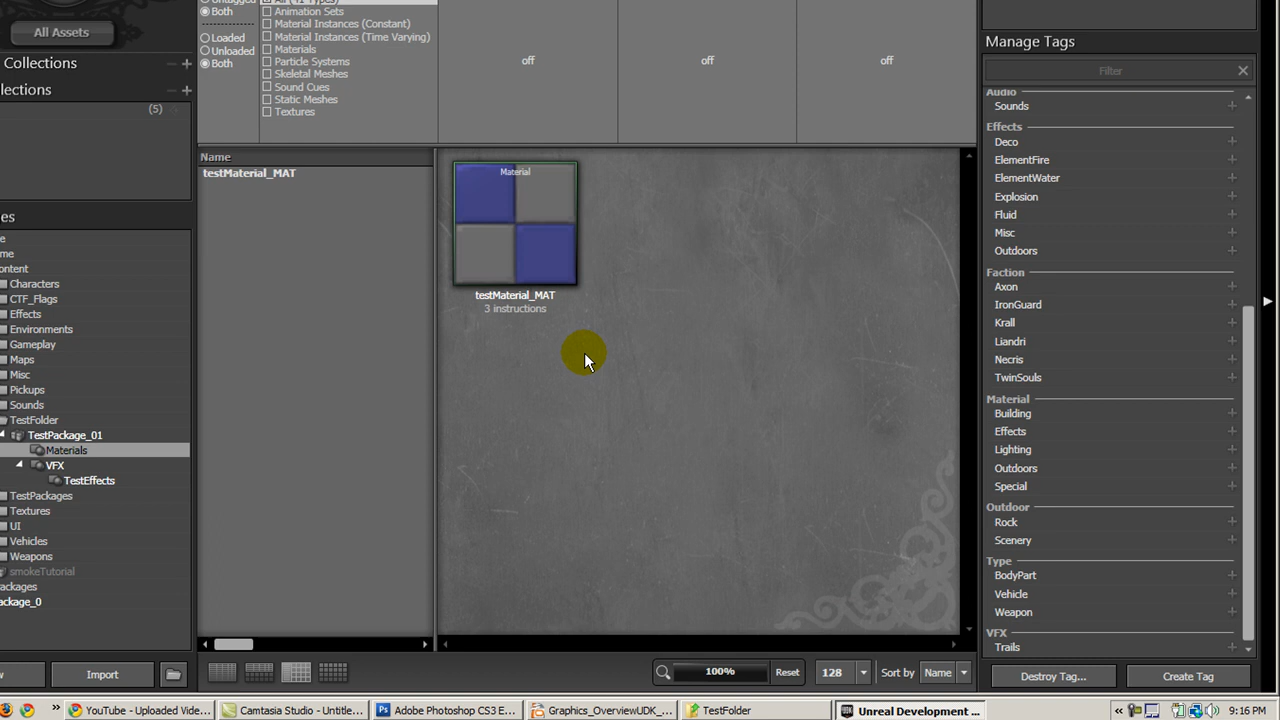 Both
Animation Sets
Material Instances (Constant)
Loaded
Material Instances (Time Varying)
Unloaded
Materials
Both
Particle Systems
Skeletal Meshes
Sound Cues
Static Meshes
Textures
off
off
off
All Assets
Collections
(5)
Name
testMaterial_MAT
Material
testMaterial_MAT
3 instructions
Characters
CTF_Flags
Effects
Environments
Gameplay
Maps
Misc
Pickups
Sounds
TestFolder
TestPackage_01
Materials
VFX
TestEffects
TestPackages
Textures
UI
Vehicles
Weapons
smokeTutorial
Import
100%
Reset
128
Sort by
Name
Manage Tags
Filter
Audio
Sounds
Effects
Deco
ElementFire
ElementWater
Explosion
Fluid
Misc
Outdoors
Faction
Axon
IronGuard
Krall
Liandri
Necris
TwinSouls
Material
Building
Effects
Lighting
Outdoors
Special
Outdoor
Rock
Scenery
Type
BodyPart
Vehicle
Weapon
VFX
Trails
Destroy Tag...
Create Tag
YouTube - Uploaded Vide...
Camtasia Studio - Untitle...
Adobe Photoshop CS3 E...
Graphics_OverviewUDK_...
TestFolder
Unreal Development ...
9:16 PM